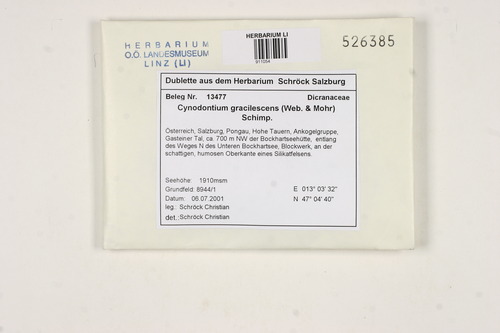 HERBARIUM
O.Ö. LANDESMUSEUM
LINZ (LI)
HERBARIUM LI
911054
526385
Dublette aus dem Herbarium Schröck Salzburg
Beleg Nr. 13477 Dicranaceae
Cynodontium gracilescens (Web. & Mohr)
Schimp.
Österreich, Salzburg, Pongau, Hohe Tauern, Ankogelgruppe,
Gasteiner Tal, ca. 700 m NW der Bockhartseehütte, entlang
des Weges N des Unteren Bockhartsee, Blockwerk, an der
schattigen, humosen Oberkante eines Silikatfelsens.
Seehöhe: 1910msm
Grundfeld: 8944/1 E 013° 03' 32"
Datum: 06.07.2001 N 47° 04' 40"
leg.: Schröck Christian
det.: Schröck Christian